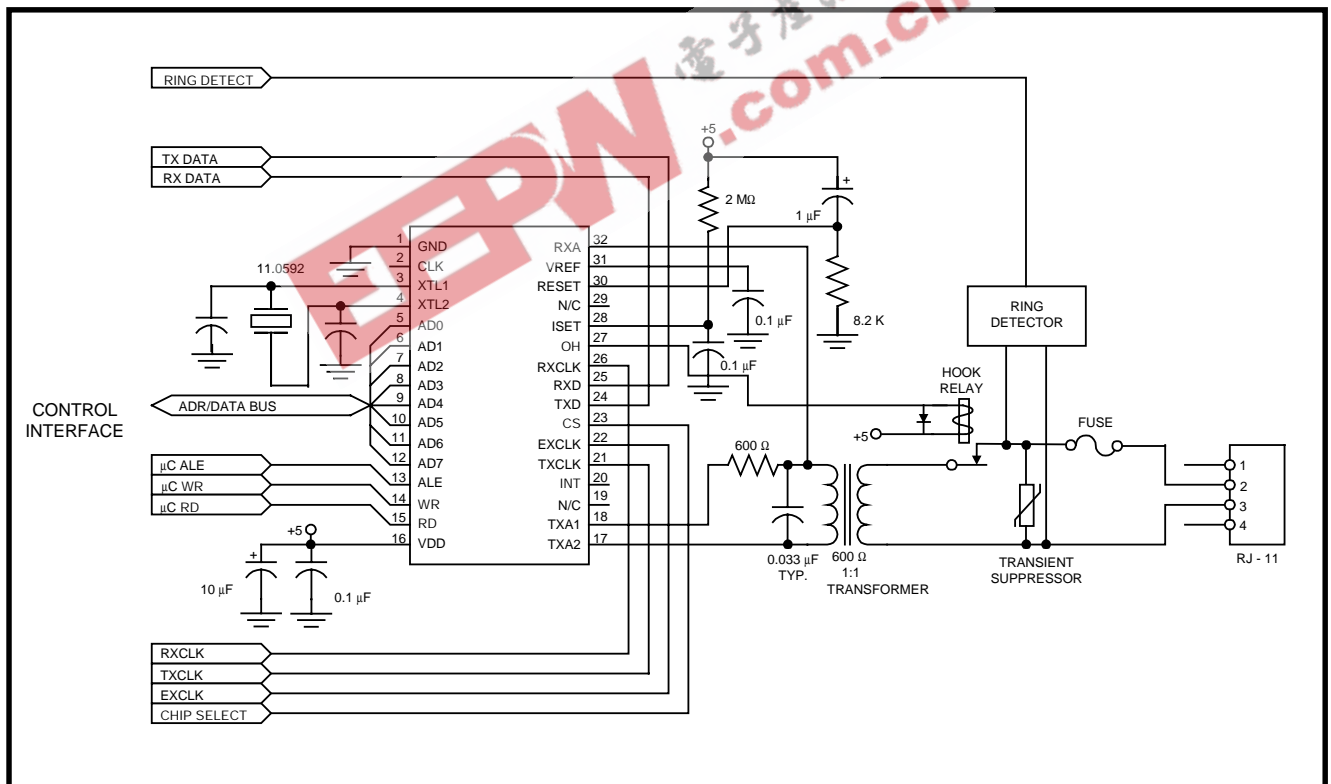 電子產
EEPW
.com.cn
RING DETECT
TX DATA
RX DATA
+5
2 MΩ
+
1 µF
8.2 K
11.0592
1 GND
2 CLK
3 XTL1
4 XTL2
5 AD0
6 AD1
7 AD2
8 AD3
9 AD4
10 AD5
11 AD6
12 AD7
13 ALE
14 WR
15 RD
16 VDD
RXA 32
VREF 31
RESET 30
N/C 29
ISET 28
OH 27
RXCLK 26
RXD 25
TXD 24
CS 23
EXCLK 22
TXCLK 21
INT 20
N/C 19
TXA1 18
TXA2 17
0.1 µF
0.1 µF
RING
DETECTOR
HOOK
RELAY
+5
FUSE
CONTROL
INTERFACE
ADR/DATA BUS
µC ALE
µC WR
µC RD
+5
+
10 µF
0.1 µF
600 Ω
0.033 µF
TYP.
600 Ω
1:1
TRANSFORMER
TRANSIENT
SUPPRESSOR
1
2
3
4
RJ - 11
RXCLK
TXCLK
EXCLK
CHIP SELECT